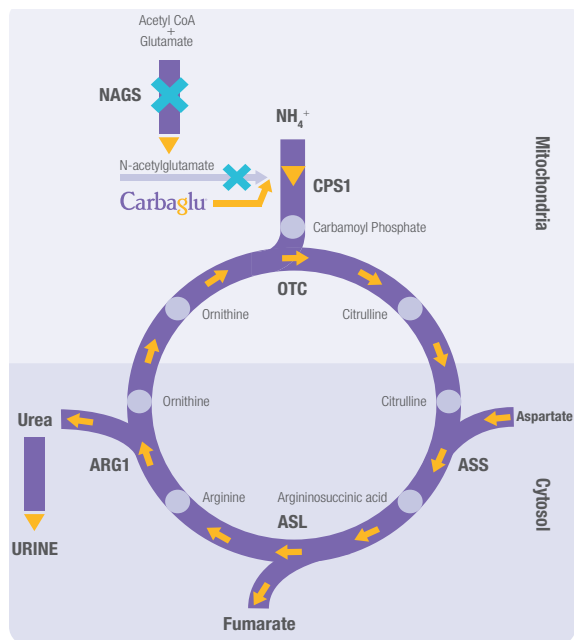 Acetyl CoA
+
Glutamate
NAGS
NH₄⁺
N-acetylglutamate
CPS1
Carbaglu
Carbamoyl Phosphate
OTC
Ornithine
Citrulline
Mitochondria
Ornithine
Citrulline
Urea
Aspartate
ARG1
ASS
Arginine
Argininosuccinic acid
ASL
Cytosol
URINE
Fumarate